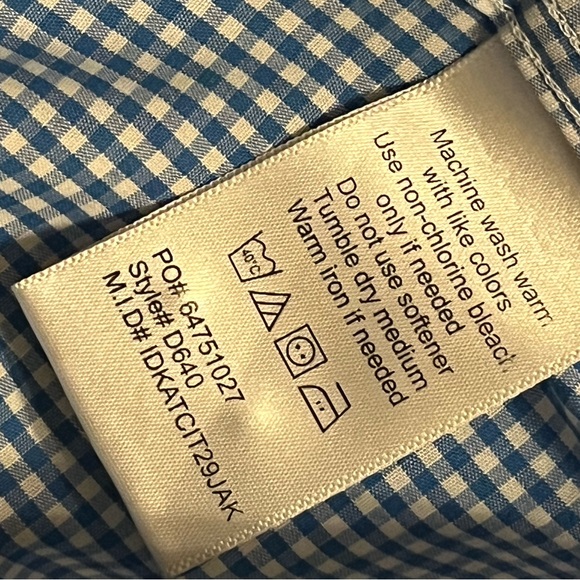 Machine wash warm
with like colors
Use non-chlorine bleach
only if needed
Do not use softener
Tumble dry medium
Warm iron if needed
40°C
PO# 64751027
Style# D640
M.I.D# IDKATCIT29JAK